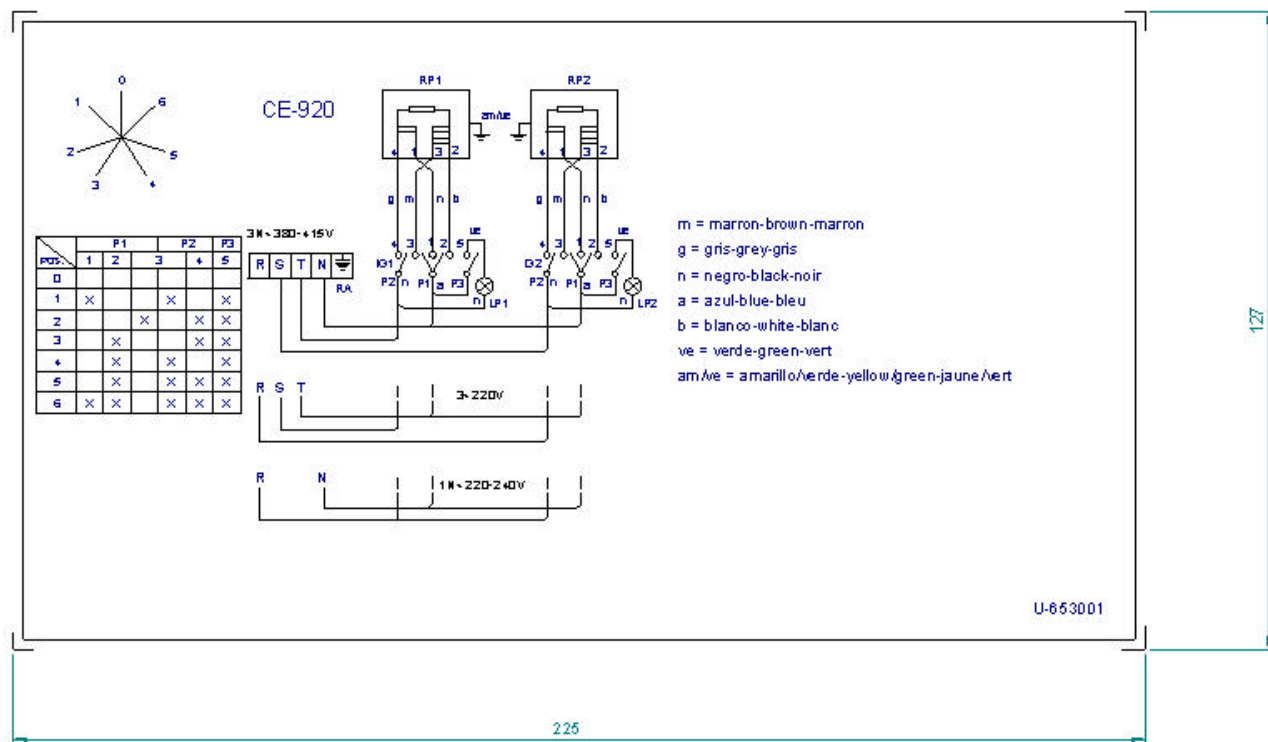 0
1
6
2
5
3
4
CE-920
RP1
RP2
am/ve
4 1 3 2
4 1 3 2
g m n b
g m n b
m = marron-brown-marron
g = gris-grey-gris
n = negro-black-noir
a = azul-blue-bleu
b = blanco-white-blanc
ve = verde-green-vert
am/ve = amarillo/verde-yellow/green-jaune/vert
3N~380-415V
R S T N
RA
ve
ve
4 3 1 2 5
4 3 1 2 5
IG1
IG2
P2 n P1 a P3
P2 n P1 a P3
n LP1
n LP2
P1 P2 P3
POS. 1 2 3 4 5
0
1 X X X
2 X X X
3 X X X
4 X X X
5 X X X X
6 X X X X X
R S T
3~220V
R N
1N~220-240V
U-653001
127
225